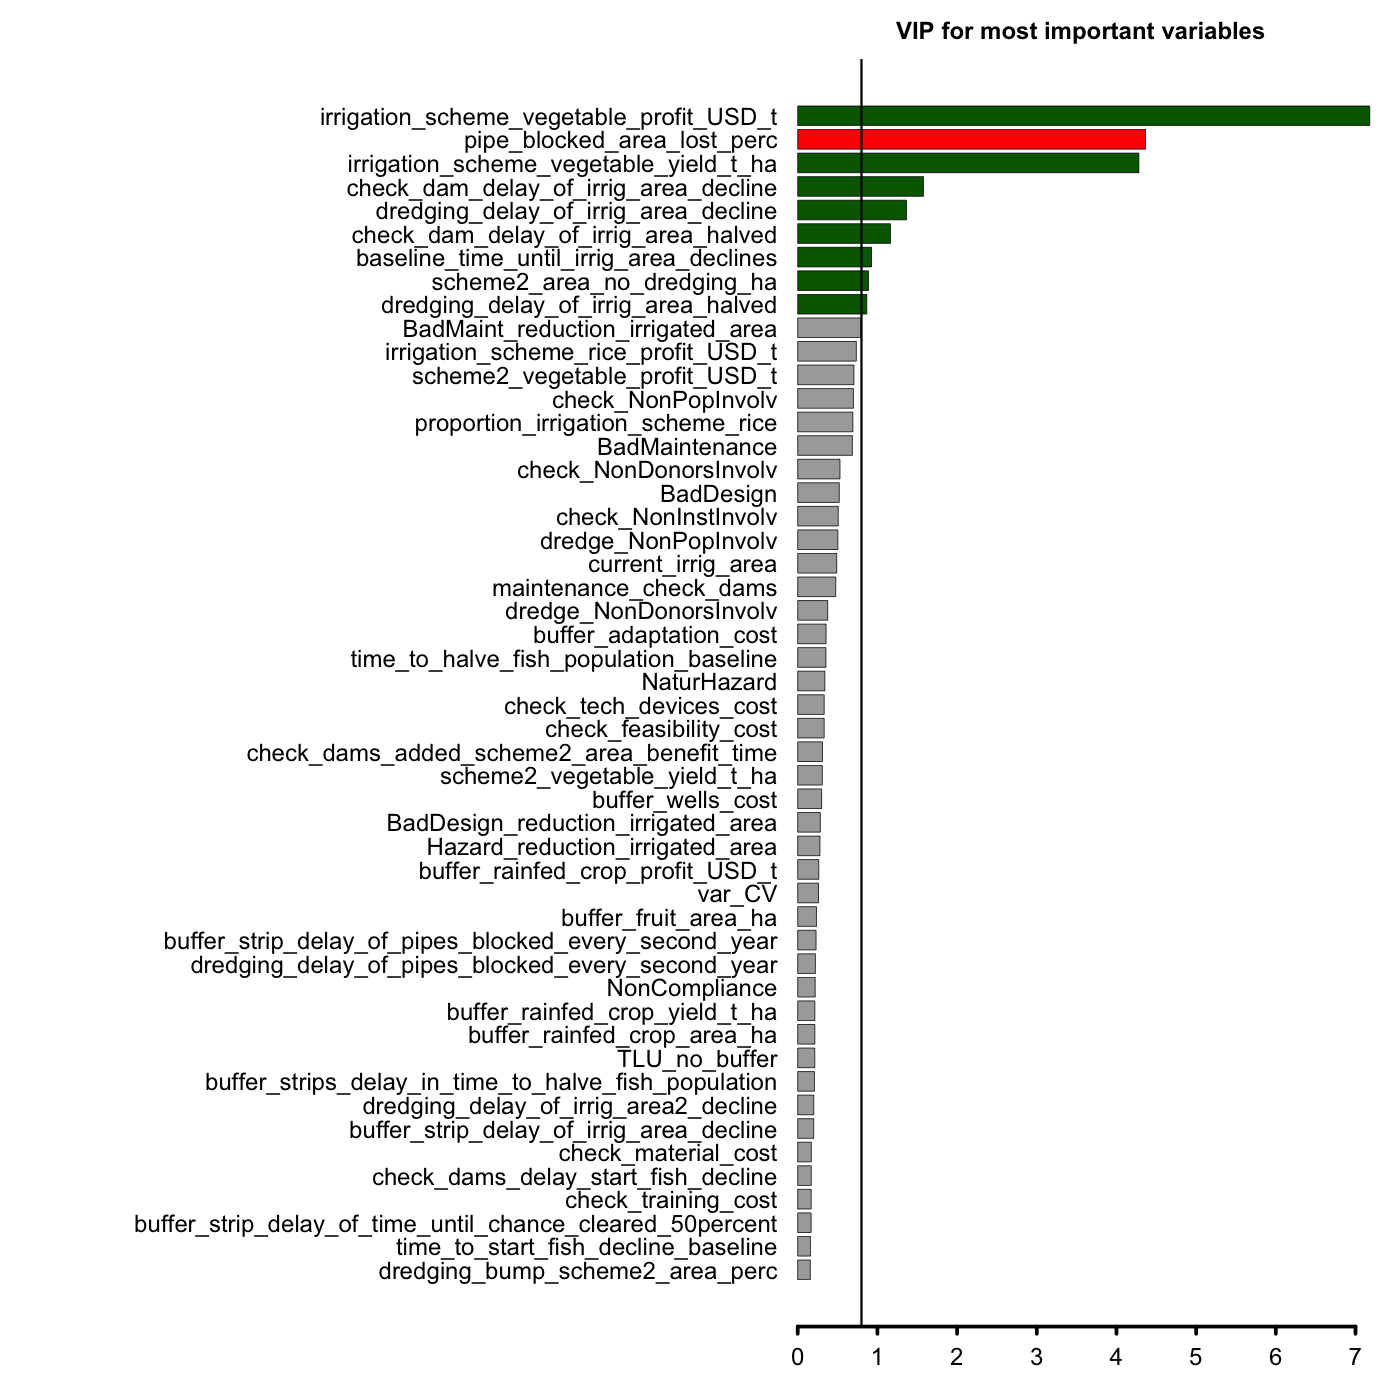 VIP for most important variables
irrigation_scheme_vegetable_profit_USD_t
pipe_blocked_area_lost_perc
irrigation_scheme_vegetable_yield_t_ha
check_dam_delay_of_irrig_area_decline
dredging_delay_of_irrig_area_decline
check_dam_delay_of_irrig_area_halved
baseline_time_until_irrig_area_declines
scheme2_area_no_dredging_ha
dredging_delay_of_irrig_area_halved
BadMaint_reduction_irrigated_area
irrigation_scheme_rice_profit_USD_t
scheme2_vegetable_profit_USD_t
check_NonPopInvolv
proportion_irrigation_scheme_rice
BadMaintenance
check_NonDonorsInvolv
BadDesign
check_NonInstInvolv
dredge_NonPopInvolv
current_irrig_area
maintenance_check_dams
dredge_NonDonorsInvolv
buffer_adaptation_cost
time_to_halve_fish_population_baseline
NaturHazard
check_tech_devices_cost
check_feasibility_cost
check_dams_added_scheme2_area_benefit_time
scheme2_vegetable_yield_t_ha
buffer_wells_cost
BadDesign_reduction_irrigated_area
Hazard_reduction_irrigated_area
buffer_rainfed_crop_profit_USD_t
var_CV
buffer_fruit_area_ha
buffer_strip_delay_of_pipes_blocked_every_second_year
dredging_delay_of_pipes_blocked_every_second_year
NonCompliance
buffer_rainfed_crop_yield_t_ha
buffer_rainfed_crop_area_ha
TLU_no_buffer
buffer_strips_delay_in_time_to_halve_fish_population
dredging_delay_of_irrig_area2_decline
buffer_strip_delay_of_irrig_area_decline
check_material_cost
check_dams_delay_start_fish_decline
check_training_cost
buffer_strip_delay_of_time_until_chance_cleared_50percent
time_to_start_fish_decline_baseline
dredging_bump_scheme2_area_perc
0 1 2 3 4 5 6 7